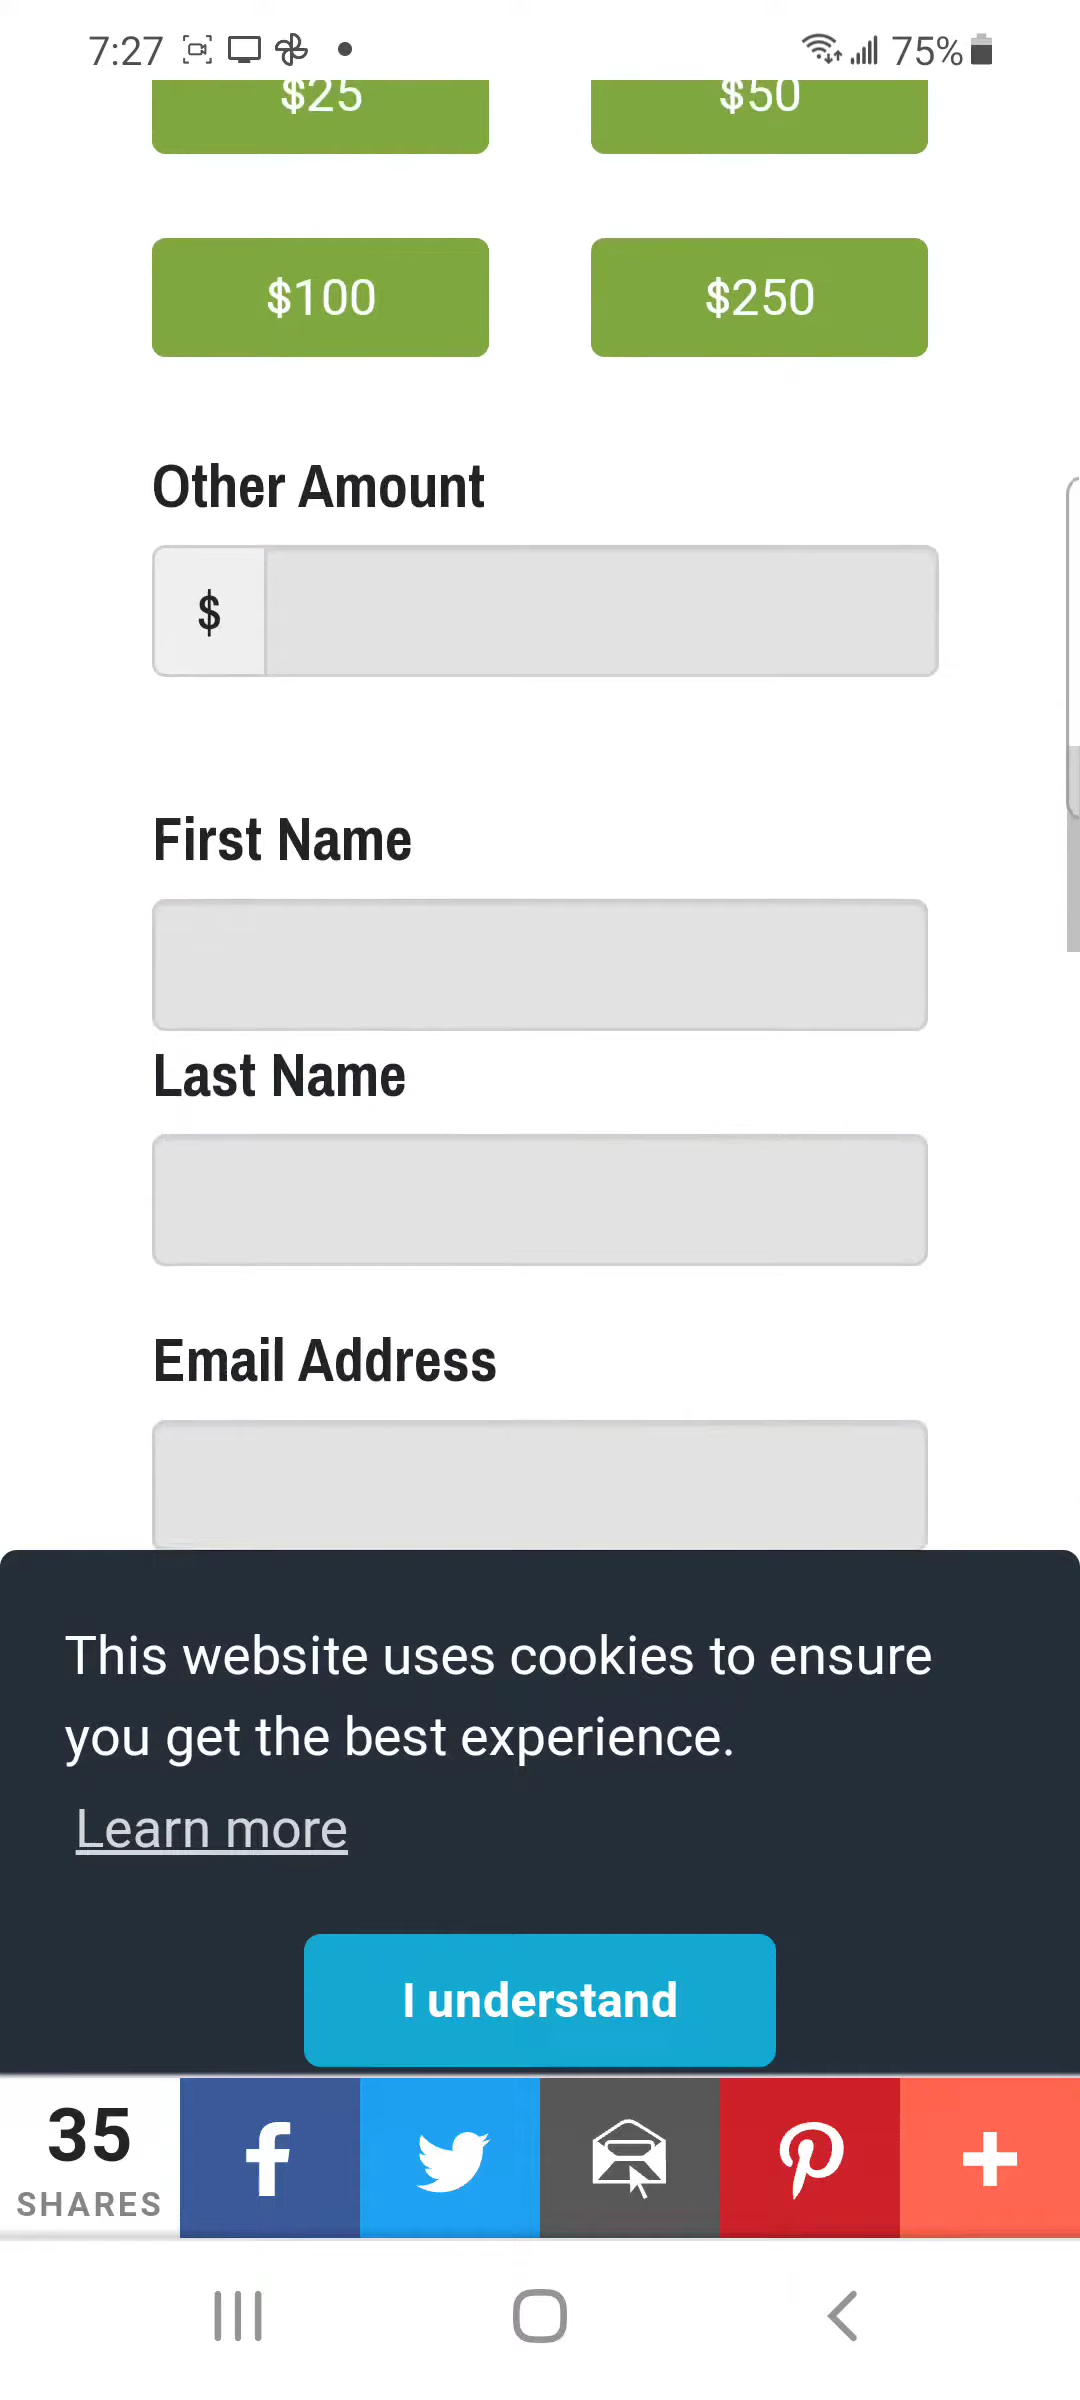 7:27 75%
$25 $50
$100 $250
Other Amount
$
First Name
Last Name
Email Address
This website uses cookies to ensure
you get the best experience.
Learn more
I understand
35
SHARES